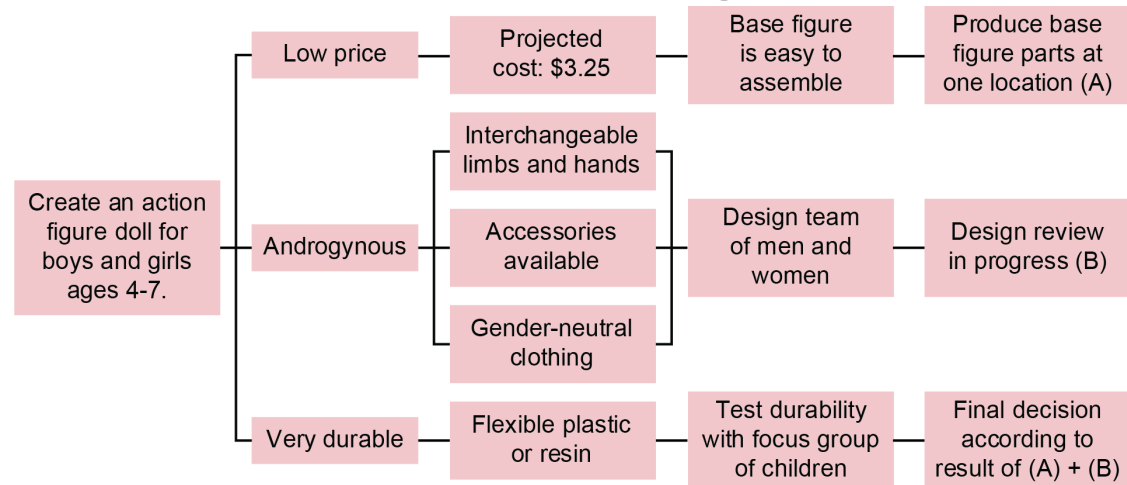 Low price
Projected
cost: $3.25
Base figure
is easy to
assemble
Produce base
figure parts at
one location (A)
Create an action
figure doll for
boys and girls
ages 4-7.
Androgynous
Interchangeable
limbs and hands
Accessories
available
Gender-neutral
clothing
Design team
of men and
women
Design review
in progress (B)
Very durable
Flexible plastic
or resin
Test durability
with focus group
of children
Final decision
according to
result of (A) + (B)